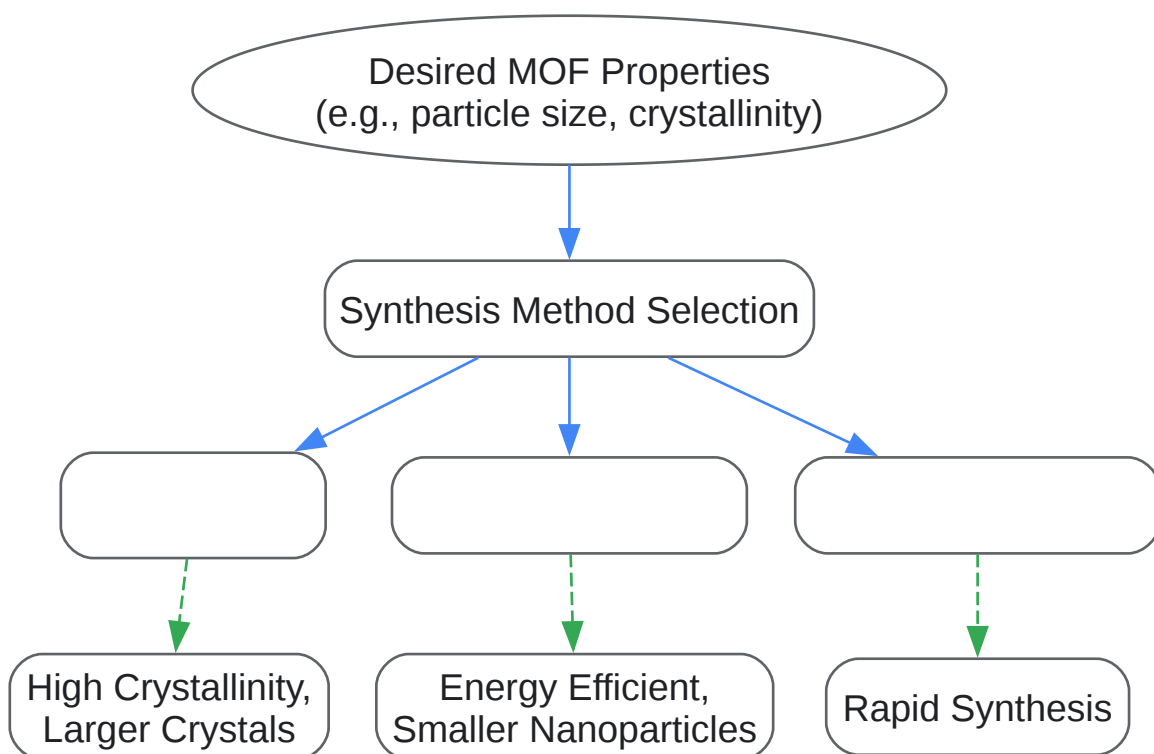 Desired MOF Properties
(e.g., particle size, crystallinity)
Synthesis Method Selection
High Crystallinity,
Larger Crystals
Energy Efficient,
Smaller Nanoparticles
Rapid Synthesis